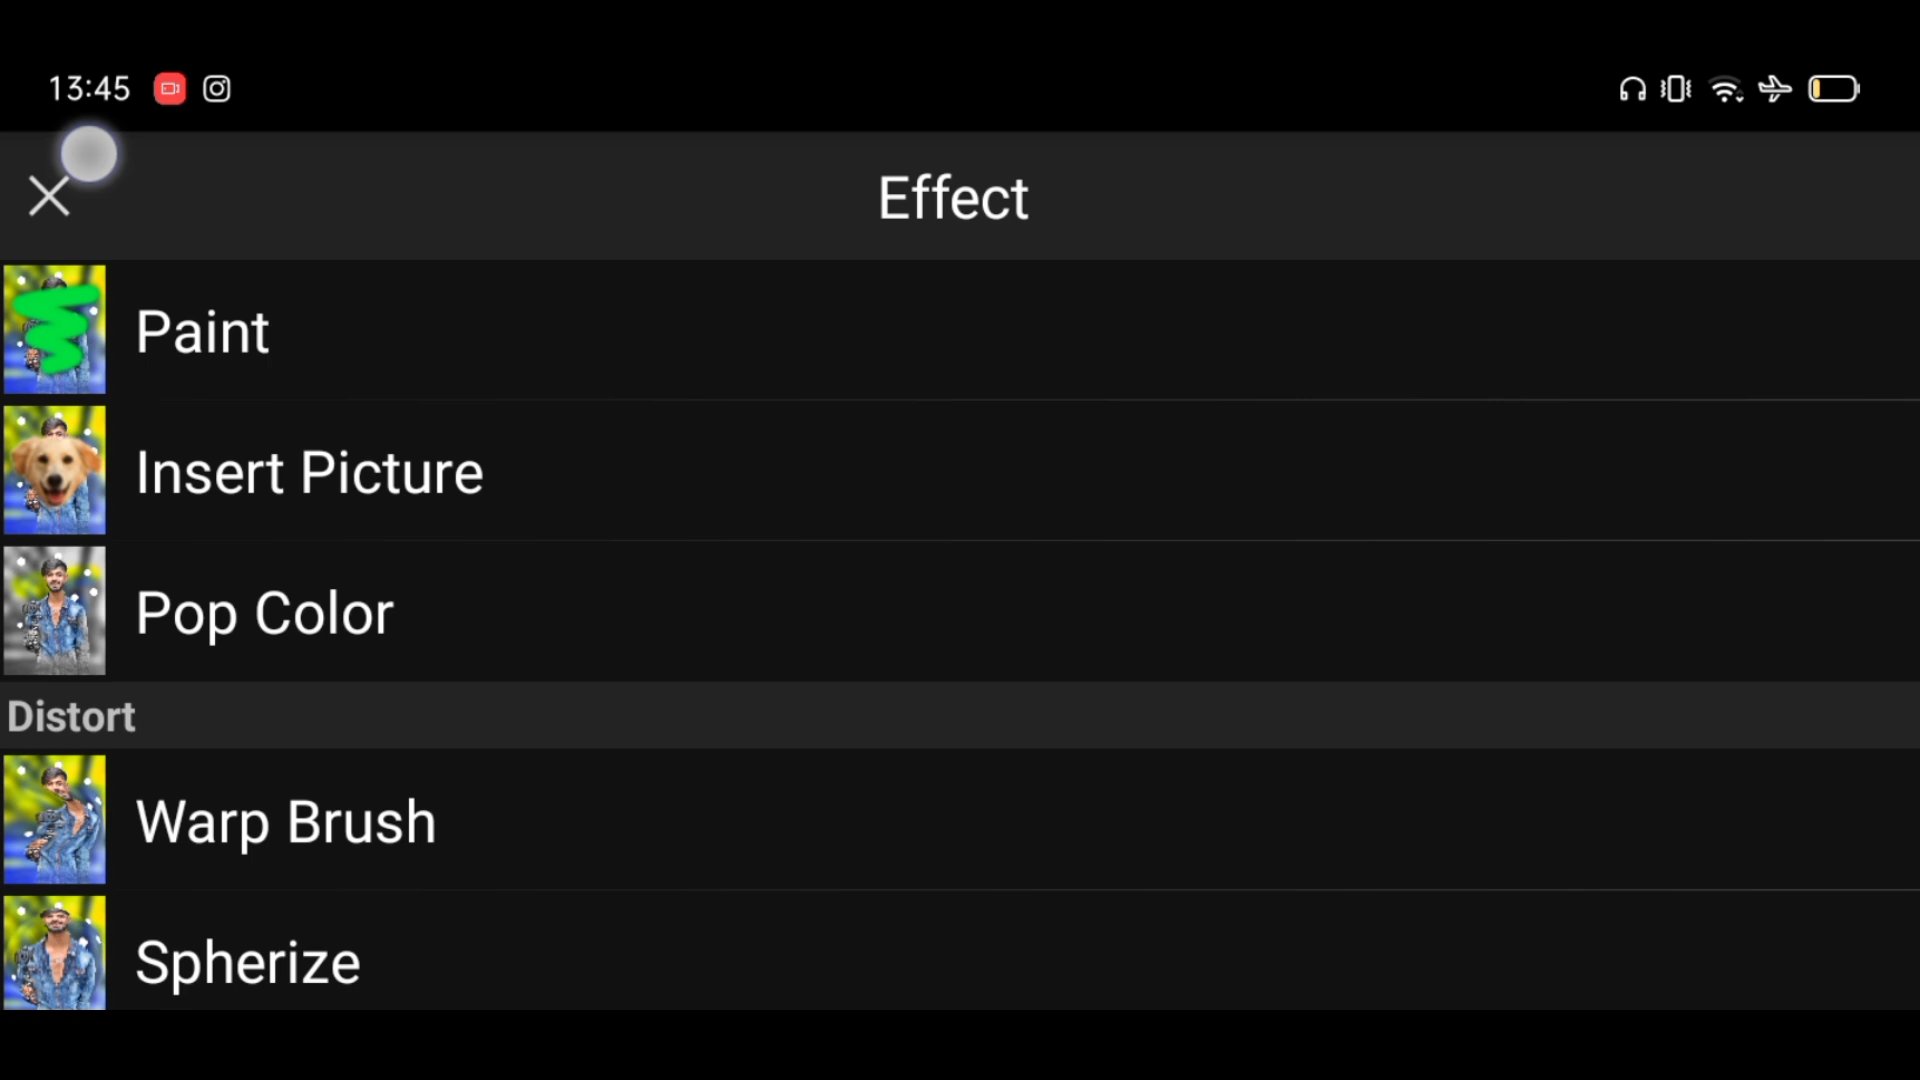 13:45
Effect
Paint
Insert Picture
Pop Color
Distort
Warp Brush
Spherize